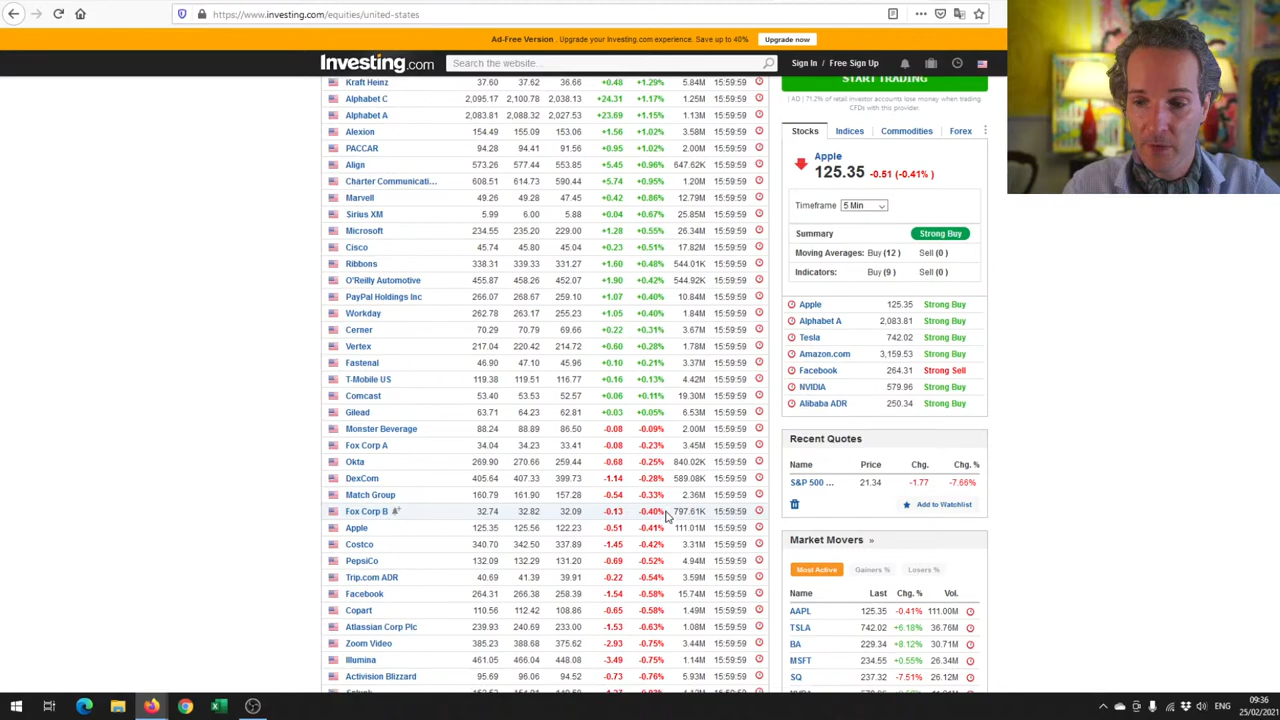 https://www.investing.com/equities/united-states
Ad-Free Version . Upgrade your Investing.com experience. Save up to 40% Upgrade now
Investing.com Search the website... Sign In / Free Sign Up
Kraft Heinz 37.60 37.62 36.66 +0.48 +1.29% 5.84M 15:59:59
Alphabet C 2,095.17 2,100.78 2,038.13 +24.31 +1.17% 1.25M 15:59:59
Alphabet A 2,083.81 2,088.32 2,027.53 +23.69 +1.15% 1.13M 15:59:59
Alexion 154.49 155.09 153.06 +1.56 +1.02% 3.58M 15:59:59
PACCAR 94.28 94.41 91.56 +0.95 +1.02% 2.00M 15:59:59
Align 573.26 577.44 553.85 +5.45 +0.96% 647.62K 15:59:59
Charter Communicati... 608.51 614.73 590.44 +5.74 +0.95% 1.20M 15:59:59
Marvell 49.26 49.28 47.45 +0.42 +0.86% 12.79M 15:59:59
Sirius XM 5.99 6.00 5.88 +0.04 +0.67% 25.85M 15:59:59
Microsoft 234.55 235.20 229.00 +1.28 +0.55% 26.34M 15:59:59
Cisco 45.74 45.80 45.04 +0.23 +0.51% 17.82M 15:59:59
Ribbons 338.31 339.33 331.27 +1.60 +0.48% 544.01K 15:59:59
O'Reilly Automotive 455.87 458.26 452.07 +1.90 +0.42% 544.92K 15:59:59
PayPal Holdings Inc 266.07 268.67 259.10 +1.07 +0.40% 10.84M 15:59:59
Workday 262.78 263.17 255.23 +1.05 +0.40% 1.84M 15:59:59
Cerner 70.29 70.79 69.66 +0.22 +0.31% 3.67M 15:59:59
Vertex 217.04 220.42 214.72 +0.60 +0.28% 1.78M 15:59:59
Fastenal 46.90 47.10 45.96 +0.10 +0.21% 3.37M 15:59:59
T-Mobile US 119.38 119.51 116.77 +0.16 +0.13% 4.42M 15:59:59
Comcast 53.40 53.53 52.57 +0.06 +0.11% 19.30M 15:59:59
Gilead 63.71 64.23 62.81 +0.03 +0.05% 6.53M 15:59:59
Monster Beverage 88.24 88.89 86.50 -0.08 -0.09% 2.00M 15:59:59
Fox Corp A 34.04 34.23 33.41 -0.08 -0.23% 3.45M 15:59:59
Okta 269.90 270.66 259.44 -0.68 -0.25% 840.02K 15:59:59
DexCom 405.64 407.33 399.73 -1.14 -0.28% 589.08K 15:59:59
Match Group 160.79 161.90 157.28 -0.54 -0.33% 2.36M 15:59:59
Fox Corp B 32.74 32.82 32.09 -0.13 -0.40% 797.61K 15:59:59
Apple 125.35 125.56 122.23 -0.51 -0.41% 111.01M 15:59:59
Costco 340.70 342.50 337.89 -1.45 -0.42% 3.31M 15:59:59
PepsiCo 132.09 132.29 131.20 -0.69 -0.52% 4.94M 15:59:59
Trip.com ADR 40.69 41.39 39.91 -0.22 -0.54% 3.59M 15:59:59
Facebook 264.31 266.38 258.39 -1.54 -0.58% 15.74M 15:59:59
Copart 110.56 112.42 108.86 -0.65 -0.58% 1.49M 15:59:59
Atlassian Corp Plc 239.93 240.69 233.00 -1.53 -0.63% 1.08M 15:59:59
Zoom Video 385.23 388.68 375.62 -2.93 -0.75% 3.44M 15:59:59
Illumina 461.05 466.04 448.08 -3.49 -0.75% 1.14M 15:59:59
Activision Blizzard 95.69 96.06 94.52 -0.73 -0.76% 5.93M 15:59:59
START TRADING
| AD | 71.2% of retail investor accounts lose money when trading
CFDs with this provider.
Stocks Indices Commodities Forex
Apple
125.35 -0.51 (-0.41% )
Timeframe 5 Min
Summary Strong Buy
Moving Averages: Buy (12 ) Sell (0 )
Indicators: Buy (9 ) Sell (0 )
Apple 125.35 Strong Buy
Alphabet A 2,083.81 Strong Buy
Tesla 742.02 Strong Buy
Amazon.com 3,159.53 Strong Buy
Facebook 264.31 Strong Sell
NVIDIA 579.96 Strong Buy
Alibaba ADR 250.34 Strong Buy
Recent Quotes
Name Price Chg. Chg. %
S&P 500 ... 21.34 -1.77 -7.66%
Add to Watchlist
Market Movers »
Most Active Gainers % Losers %
Name Last Chg. % Vol.
AAPL 125.35 -0.41% 111.00M
TSLA 742.02 +6.18% 36.76M
BA 229.34 +8.12% 30.71M
MSFT 234.55 +0.55% 26.34M
SQ 237.32 -7.51% 26.12M
ENG
09:36
25/02/2021